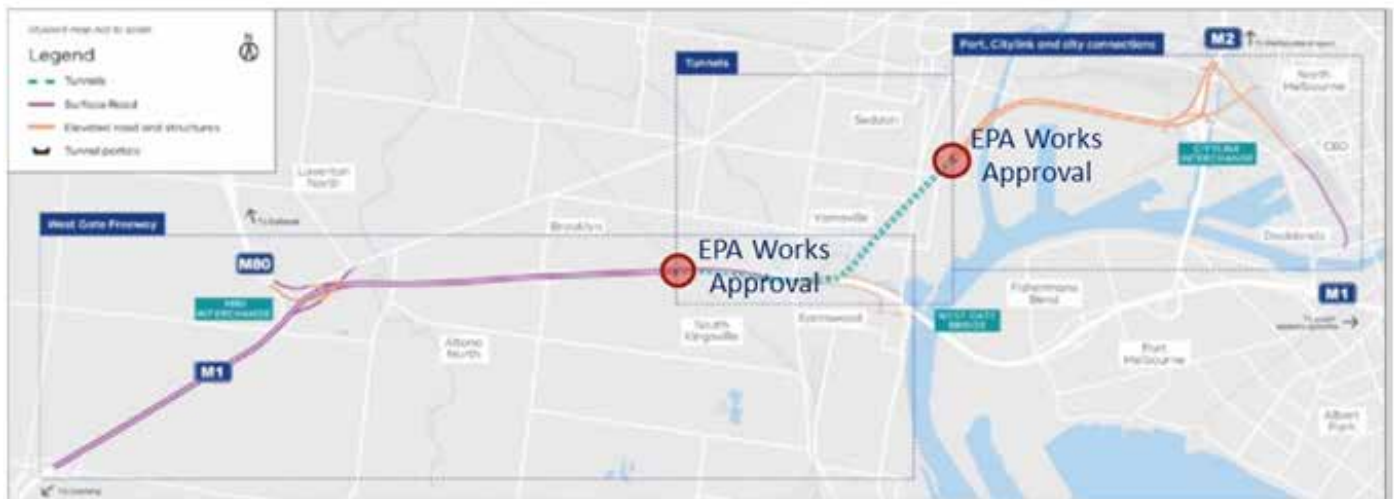 Legend
Tunnels
Surface Road
Elevated road and structures
Tunnel portals
N
Port, CityLink and city connections
M2
North
Melbourne
Tunnels
Seddon
EPA Works
Approval
CITYLINK
INTERCHANGE
CBD
Laverton
North
West Gate Freeway
Brooklyn
Yarraville
Docklands
M80
EPA Works
Approval
M80
INTERCHANGE
Fishermans
Bend
M1
WEST GATE
BRIDGE
South
Kingsville
Altona
North
Port
Melbourne
M1
Albert
Park